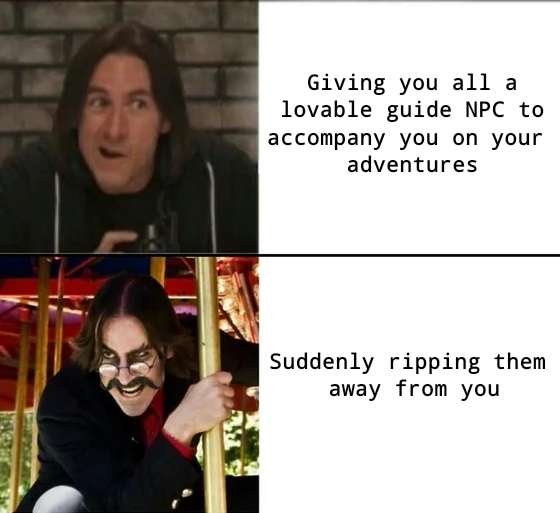 Giving you all a
lovable guide NPC to
accompany you on your
adventures
Suddenly ripping them
away from you